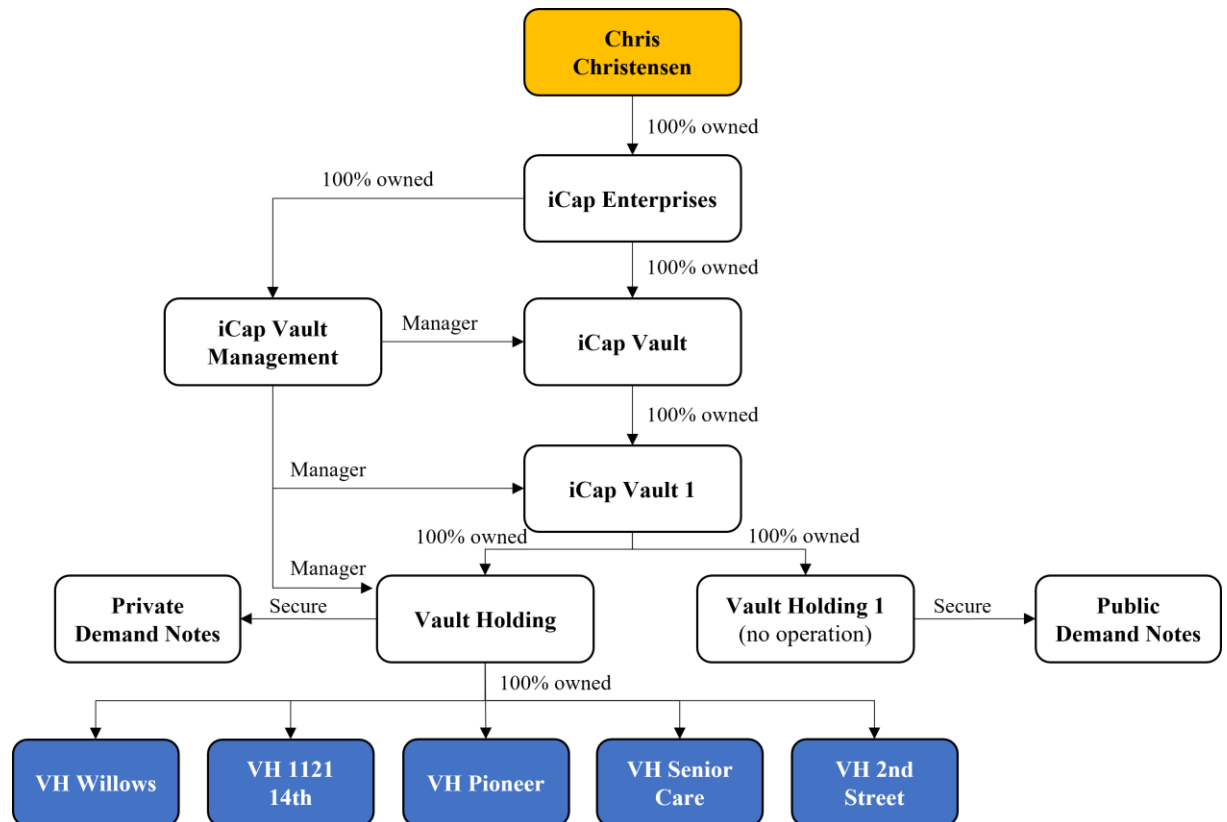 Chris
Christensen
100% owned
100% owned
iCap Enterprises
100% owned
iCap Vault
Management
Manager
iCap Vault
100% owned
Manager
iCap Vault 1
100% owned
100% owned
Manager
Private
Demand Notes
Secure
Vault Holding
Vault Holding 1
(no operation)
Secure
Public
Demand Notes
100% owned
VH Willows
VH 1121
14th
VH Pioneer
VH Senior
Care
VH 2nd
Street